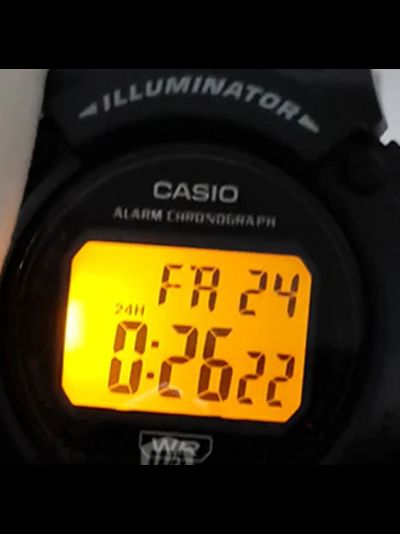 ILLUMINATOR
CASIO
ALARM CHRONOGRAPH
FR 24
24H
0:26 22
WR